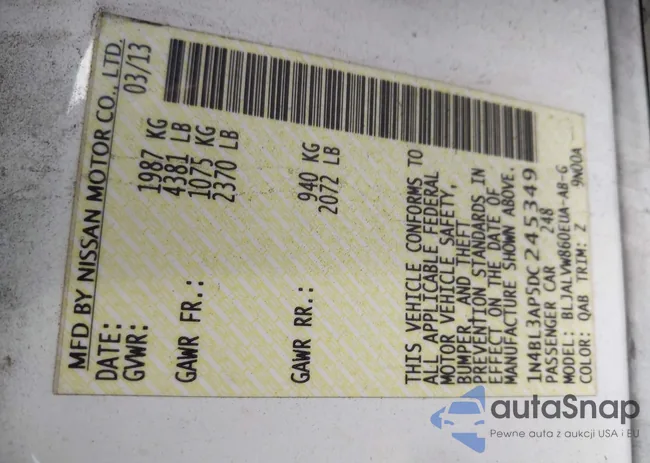 MFD BY NISSAN MOTOR CO., LTD.
DATE: 03/13
GVWR: 1987 KG
4381 LB
GAWR FR.: 1075 KG
2370 LB
GAWR RR.: 940 KG
2072 LB
THIS VEHICLE CONFORMS TO
ALL APPLICABLE FEDERAL
MOTOR VEHICLE SAFETY,
BUMPER, AND THEFT
PREVENTION STANDARDS IN
EFFECT ON THE DATE OF
MANUFACTURE SHOWN ABOVE.
1N4BL3AP5DC245349
PASSENGER CAR 248
MODEL: BLJALVW860EUA-AB-G
COLOR: QAB TRIM: Z 9N00A
autaSnap
Pewne auta z aukcji USA i EU